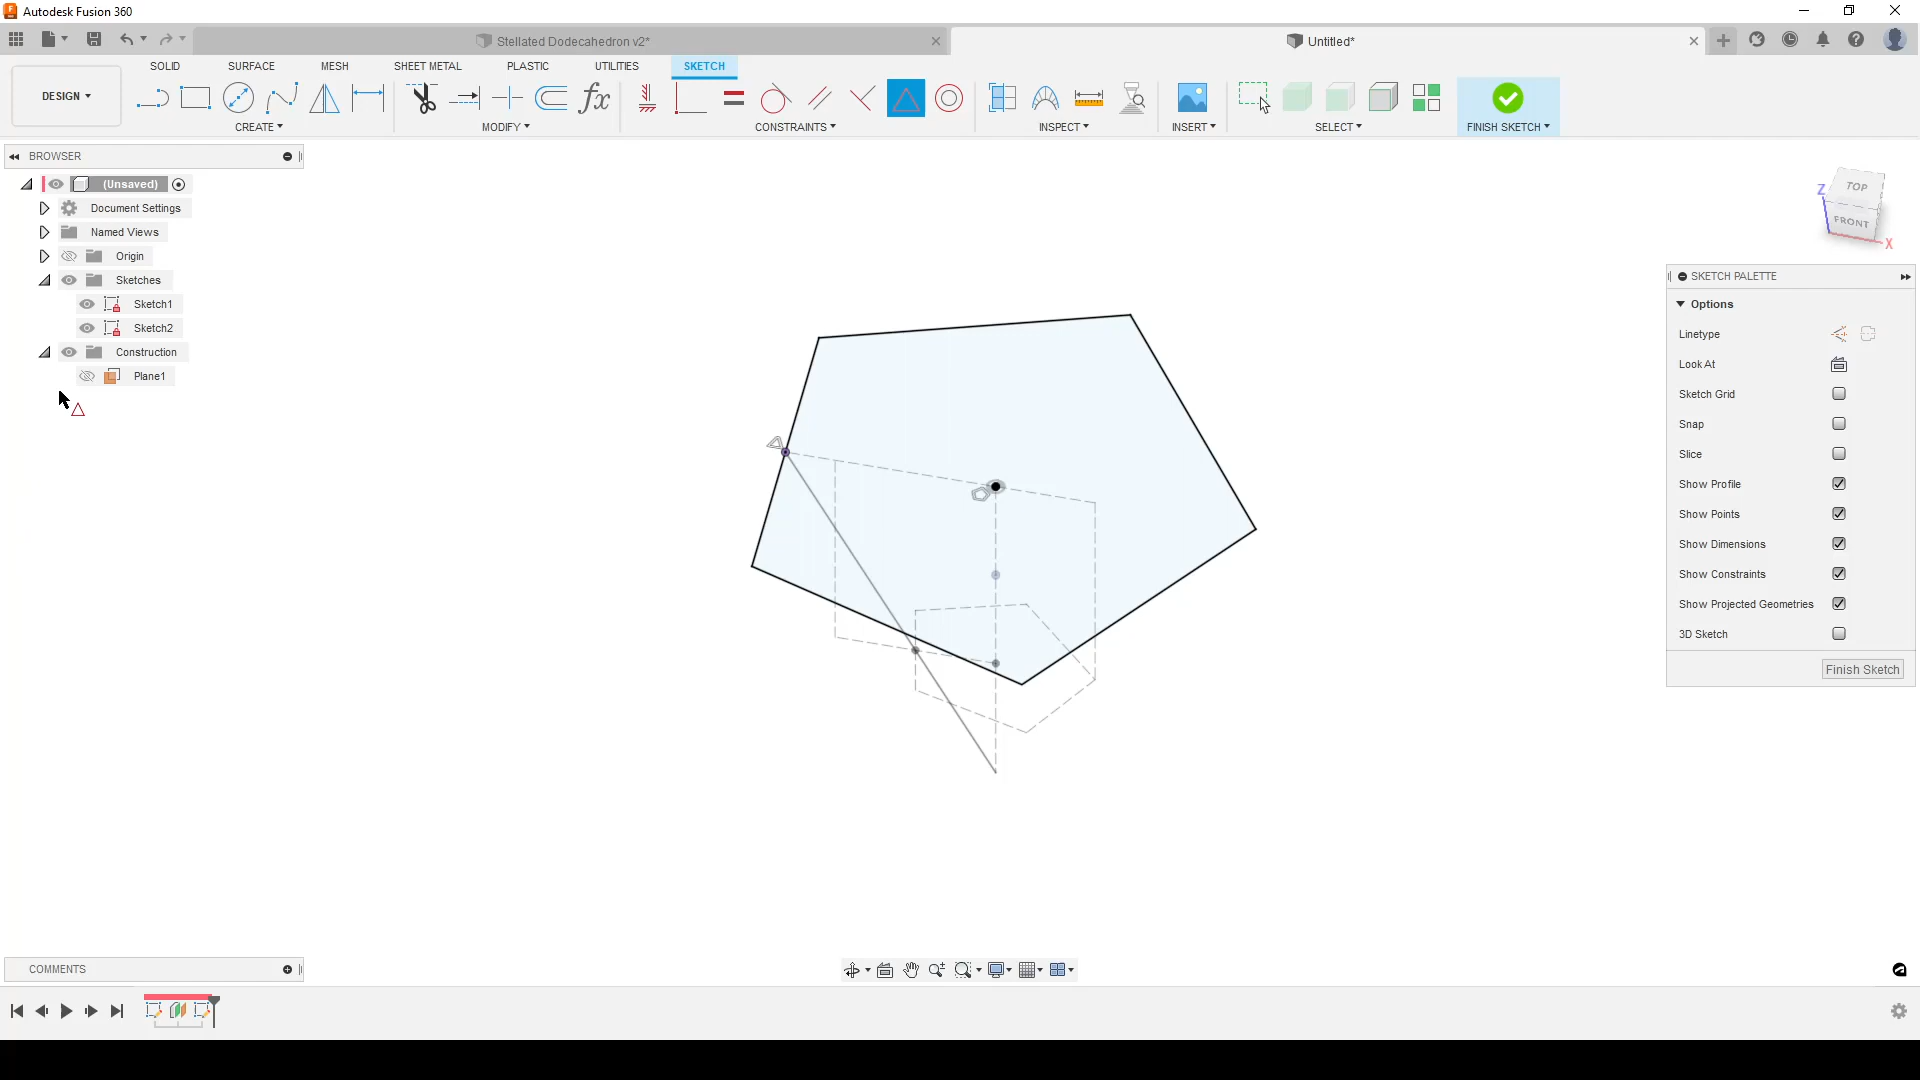 Autodesk Fusion 360
Stellated Dodecahedron v2*
Untitled*
SOLID SURFACE MESH SHEET METAL PLASTIC UTILITIES SKETCH
DESIGN
CREATE MODIFY CONSTRAINTS INSPECT INSERT SELECT FINISH SKETCH
BROWSER
(Unsaved)
Document Settings
Named Views
Origin
Sketches
Sketch1
Sketch2
Construction
Plane1
TOP
Z
FRONT
X
SKETCH PALETTE
Options
Linetype
Look At
Sketch Grid
Snap
Slice
Show Profile
Show Points
Show Dimensions
Show Constraints
Show Projected Geometries
3D Sketch
Finish Sketch
COMMENTS